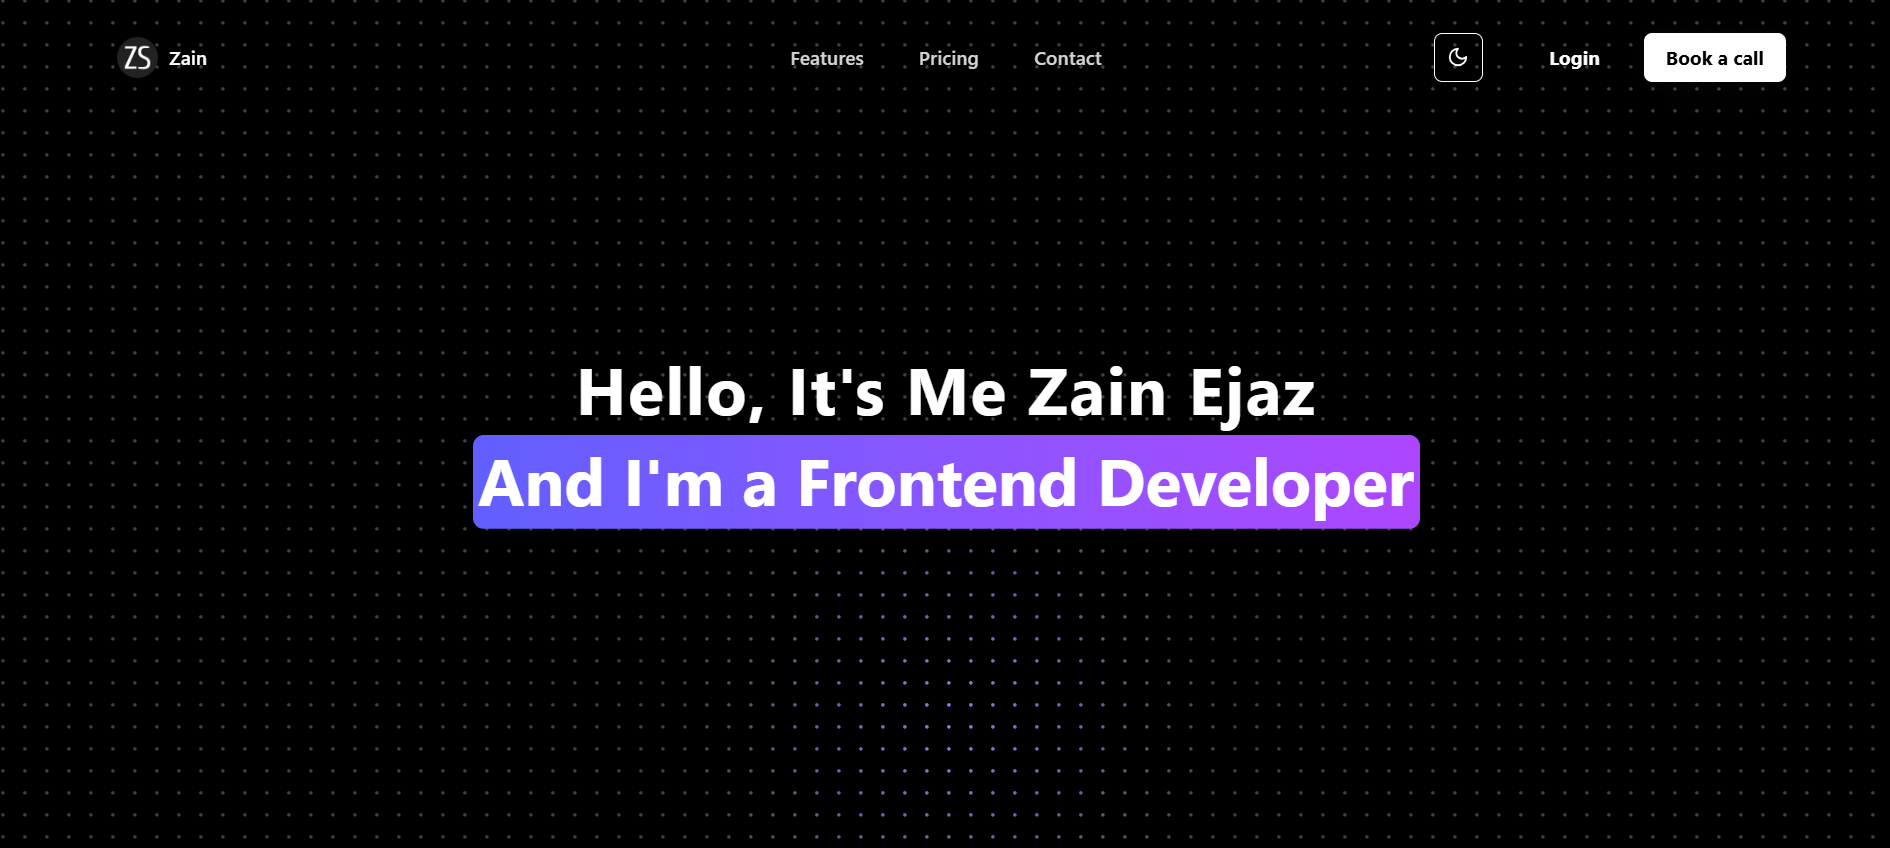 ZS Zain
Features Pricing Contact
Login
Book a call
Hello, It's Me Zain Ejaz
And I'm a Frontend Developer